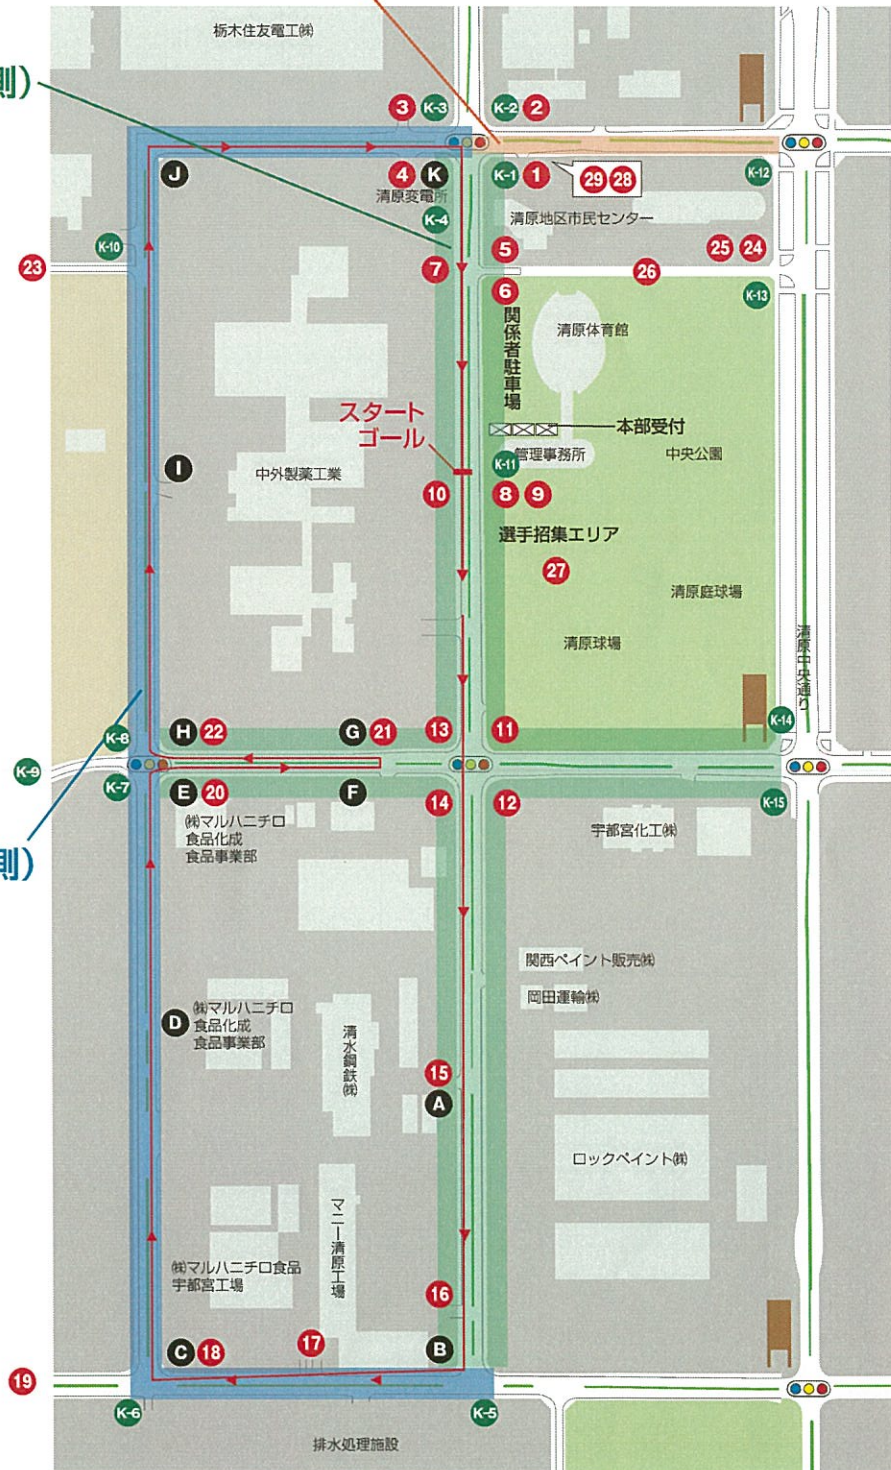 栃木住友電工㈱
側)
3
K-3
K-2
2
J
4
K
K-1
1
29
28
K-12
清原変電所
K-4
清原地区市民センター
K-10
5
25
24
23
7
26
6
K-13
関係者駐車場
清原体育館
スタート
ゴール
本部受付
I
中外製薬工業
K-11
管理事務所
中央公園
10
8
9
選手招集エリア
27
清原庭球場
清原球場
清原中央通り
K-8
H
22
G
21
13
11
K-14
K-9
K-7
E
20
F
14
12
K-15
㈱マルハニチロ
食品化成
食品事業部
宇都宮化工㈱
側)
関西ペイント販売㈱
岡田運輸㈱
D
㈱マルハニチロ
食品化成
食品事業部
清水鋼鉄㈱
15
A
ロックペイント㈱
マニー清原工場
㈱マルハニチロ食品
宇都宮工場
16
C
18
17
B
19
K-6
K-5
排水処理施設